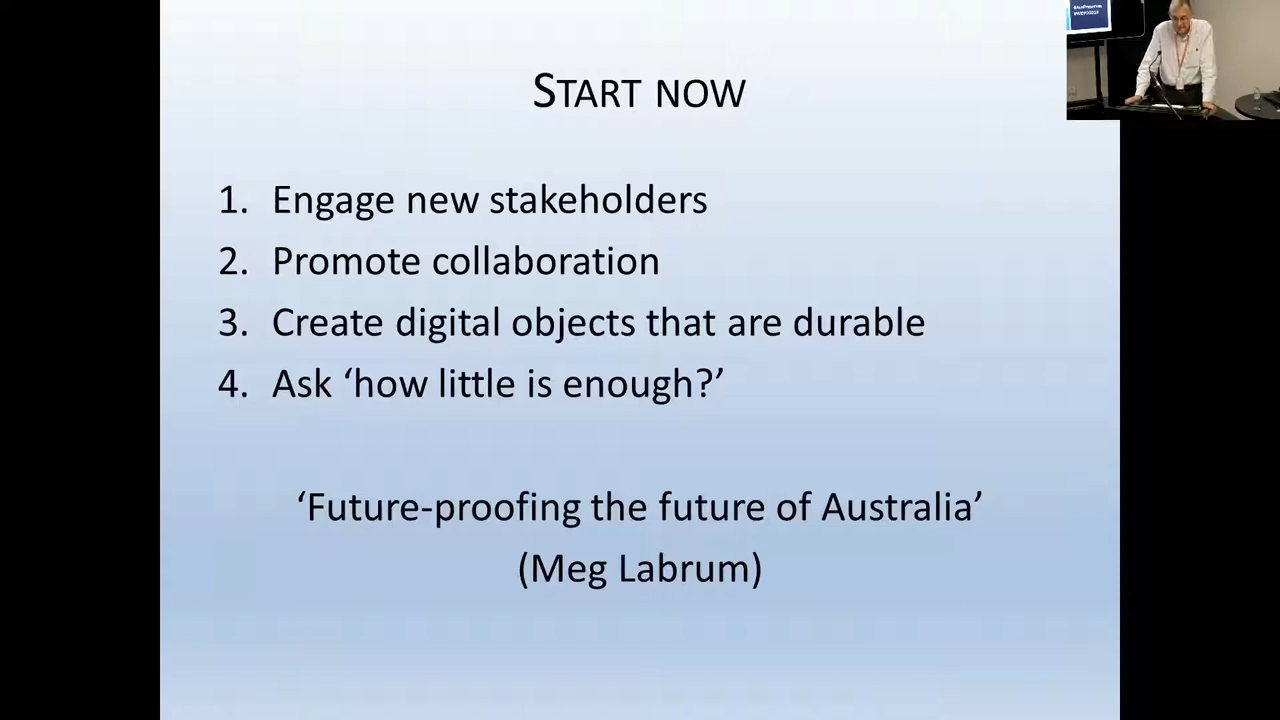 START NOW
1. Engage new stakeholders
2. Promote collaboration
3. Create digital objects that are durable
4. Ask ‘how little is enough?’
‘Future-proofing the future of Australia’
(Meg Labrum)